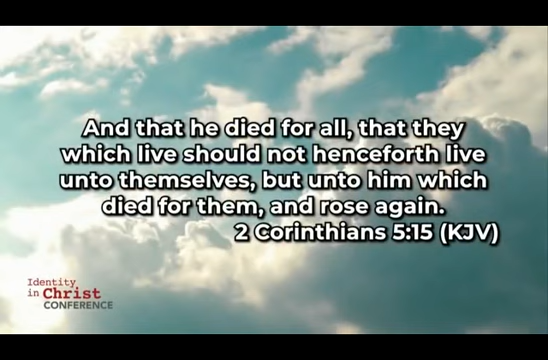 And that he died for all, that they
which live should not henceforth live
unto themselves, but unto him which
died for them, and rose again.
2 Corinthians 5:15 (KJV)
Identity
in Christ
CONFERENCE